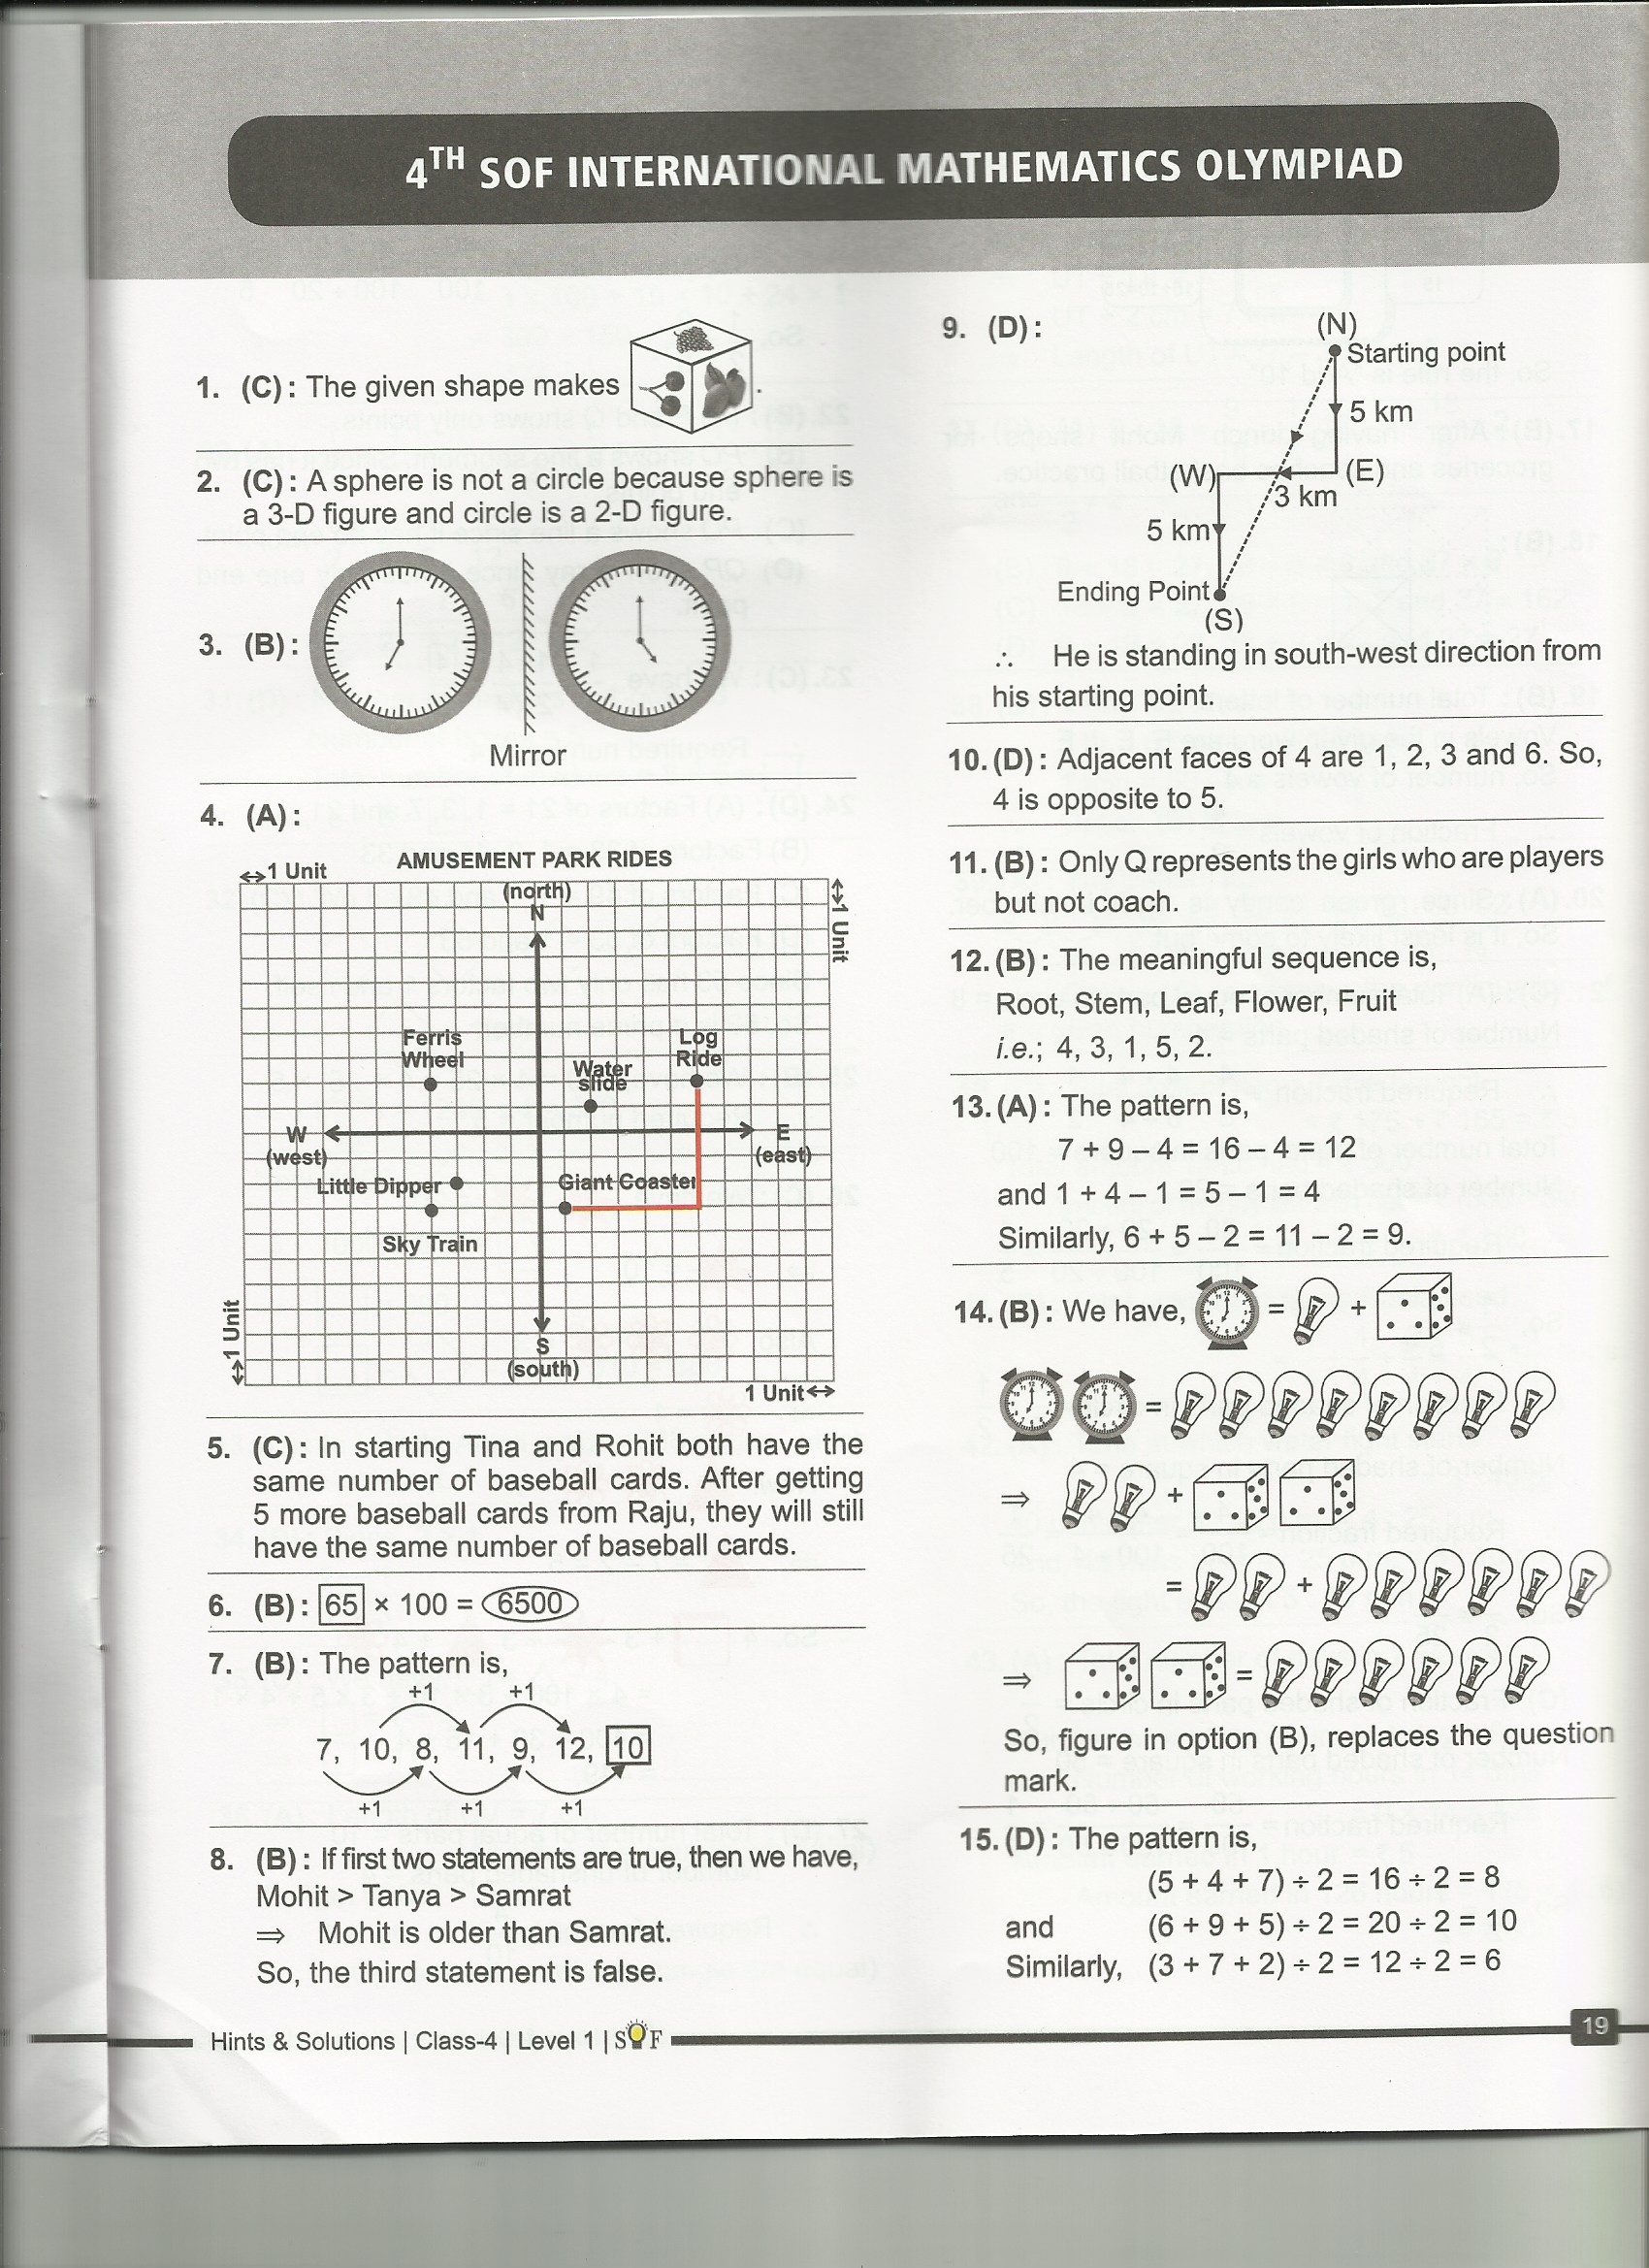 4TH SOF INTERNATIONAL MATHEMATICS OLYMPIAD
1. (C) : The given shape makes .
2. (C) : A sphere is not a circle because sphere is
a 3-D figure and circle is a 2-D figure.
3. (B) :
Mirror
4. (A) :
AMUSEMENT PARK RIDES
1 Unit
(north)
N
1 Unit
Ferris
Wheel
Log
Ride
Water
slide
W
(west)
E
(east)
Little Dipper
Giant Coaster
Sky Train
1 Unit
S
(south)
1 Unit
5. (C) : In starting Tina and Rohit both have the
same number of baseball cards. After getting
5 more baseball cards from Raju, they will still
have the same number of baseball cards.
6. (B) : 65 × 100 = 6500
7. (B) : The pattern is,
+1 +1
7, 10, 8, 11, 9, 12, 10
+1 +1 +1
8. (B) : If first two statements are true, then we have,
Mohit > Tanya > Samrat
⇒ Mohit is older than Samrat.
So, the third statement is false.
9. (D) :
(N)
Starting point
5 km
(W) (E)
3 km
5 km
Ending Point
(S)
∴ He is standing in south-west direction from
his starting point.
10. (D) : Adjacent faces of 4 are 1, 2, 3 and 6. So,
4 is opposite to 5.
11. (B) : Only Q represents the girls who are players
but not coach.
12. (B) : The meaningful sequence is,
Root, Stem, Leaf, Flower, Fruit
i.e.; 4, 3, 1, 5, 2.
13. (A) : The pattern is,
7 + 9 – 4 = 16 – 4 = 12
and 1 + 4 – 1 = 5 – 1 = 4
Similarly, 6 + 5 – 2 = 11 – 2 = 9.
14. (B) : We have, = +
=
⇒ +
= +
⇒ =
So, figure in option (B), replaces the question
mark.
15. (D) : The pattern is,
(5 + 4 + 7) ÷ 2 = 16 ÷ 2 = 8
and (6 + 9 + 5) ÷ 2 = 20 ÷ 2 = 10
Similarly, (3 + 7 + 2) ÷ 2 = 12 ÷ 2 = 6
Hints & Solutions | Class-4 | Level 1 | SOF
19